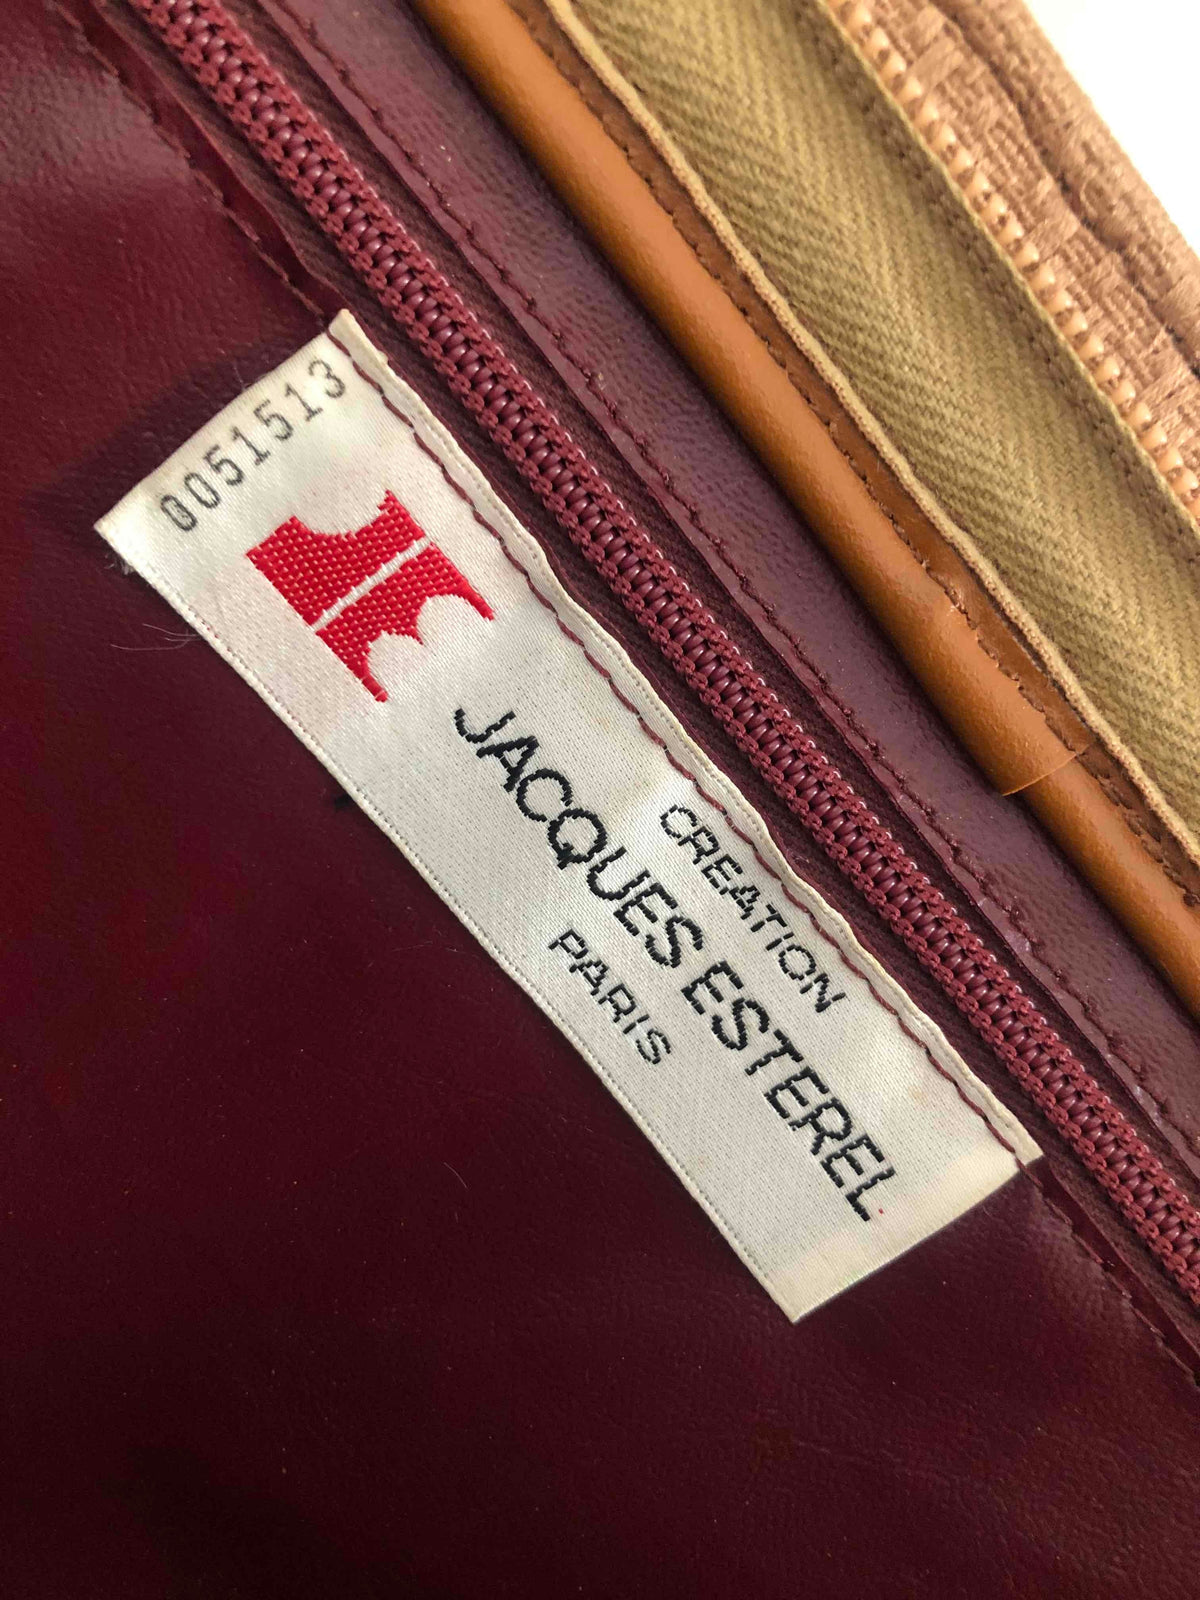 0051513
CREATION
JACQUES ESTEREL
PARIS